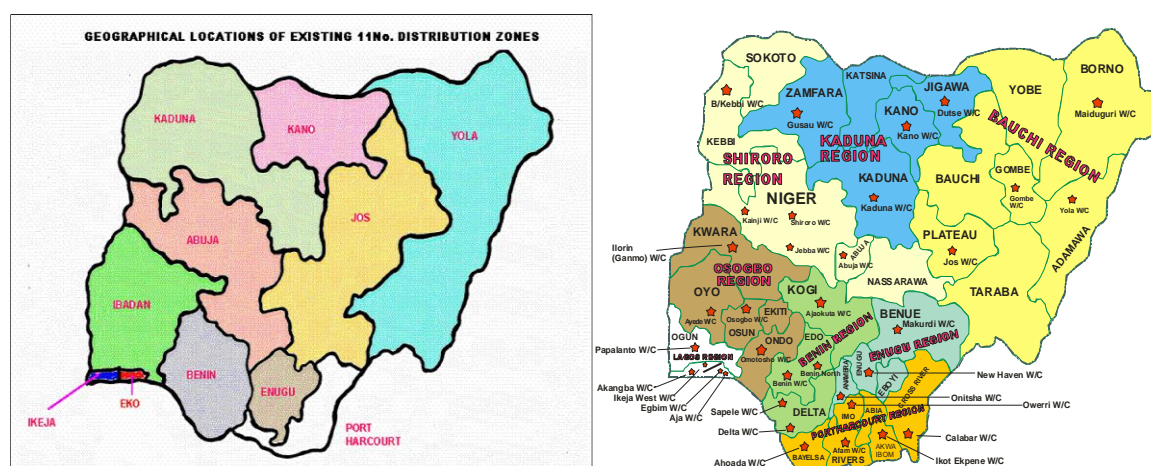 GEOGRAPHICAL LOCATIONS OF EXISTING 11No. DISTRIBUTION ZONES
KADUNA
KANO
YOLA
JOS
ABUJA
IBADAN
BENIN
ENUGU
IKEJA
EKO
PORT
HARCOURT
SOKOTO
B/Kebbi W/C
KEBBI
ZAMFARA
Gusau W/C
KATSINA
KANO
Kano W/C
JIGAWA
Dutse W/C
YOBE
BORNO
Maiduguri W/C
BAUCHI REGION
KADUNA
REGION
SHIRORO
REGION
KADUNA
Kaduna W/C
BAUCHI
GOMBE
Gombe
W/C
Yola W/C
NIGER
Kainji W/C
Shiroro W/C
Jebba W/C
ABUJA
Abuja W/C
PLATEAU
Jos W/C
ADAMAWA
TARABA
NASSARAWA
KWARA
Ilorin
(Ganmo) W/C
OSOGBO
REGION
OYO
Ayede W/C
Osogbo W/C
OSUN
EKITI
ONDO
Omotosho W/C
KOGI
Ajaokuta W/C
BENUE
Makurdi W/C
ENUGU REGION
BENIN REGION
EDO
Benin North
Benin W/C
OGUN
Papalanto W/C
LAGOS REGION
Akangba W/C
Ikeja West W/C
Egbim W/C
Aja W/C
Sapele W/C
DELTA
Delta W/C
ANAMBRA
ENUGU
EBOYI
CROSS RIVER
New Haven W/C
Onitsha W/C
Owerri W/C
IMO
ABIA
PORTHARCOURT REGION
Calabar W/C
AKWA
IBOM
Ikot Ekpene W/C
Afam W/C
RIVERS
BAYELSA
Ahoada W/C